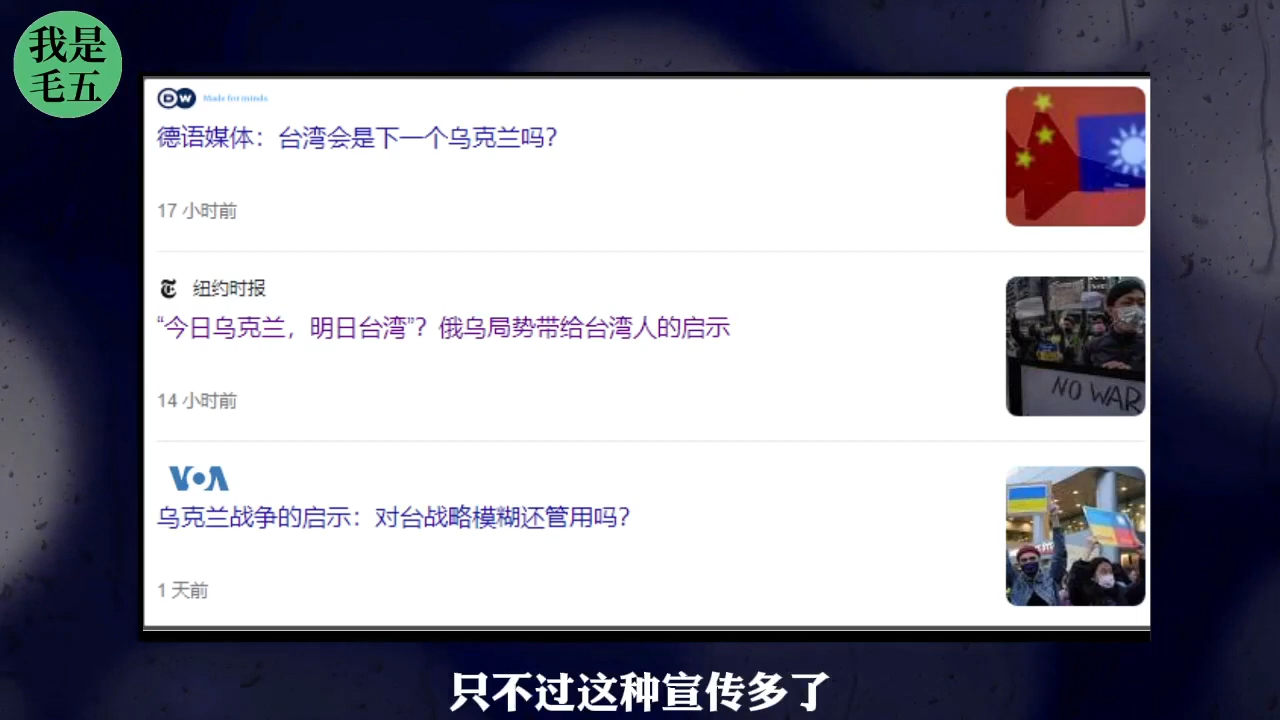 我是
毛五
DW Made for minds.
德语媒体：台湾会是下一个乌克兰吗？
17 小时前
纽约时报
“今日乌克兰，明日台湾”？俄乌局势带给台湾人的启示
14 小时前
NO WAR
VOA
乌克兰战争的启示：对台战略模糊还管用吗？
1 天前
只不过这种宣传多了